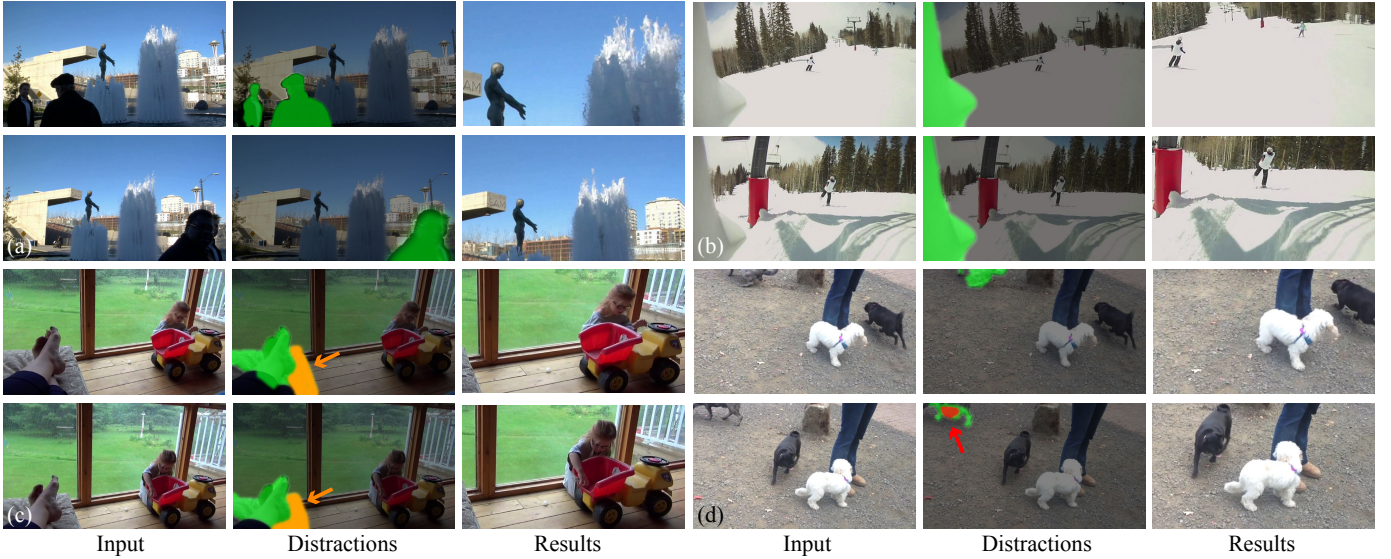 (a)
(b)
(c)
(d)
Input
Distractions
Results
Input
Distractions
Results